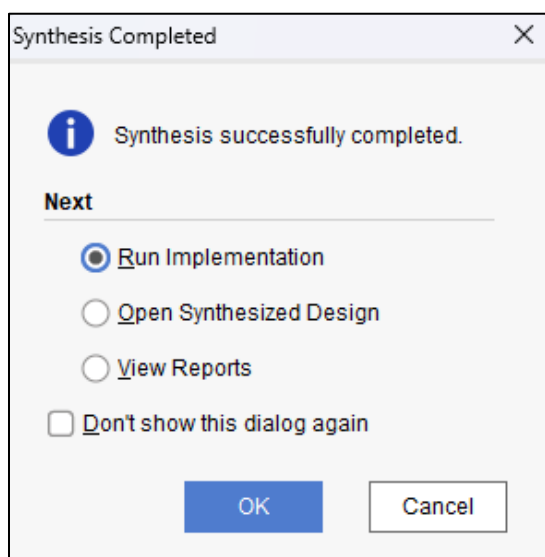 Synthesis Completed
Synthesis successfully completed.
Next
Run Implementation
Open Synthesized Design
View Reports
Don't show this dialog again
OK
Cancel